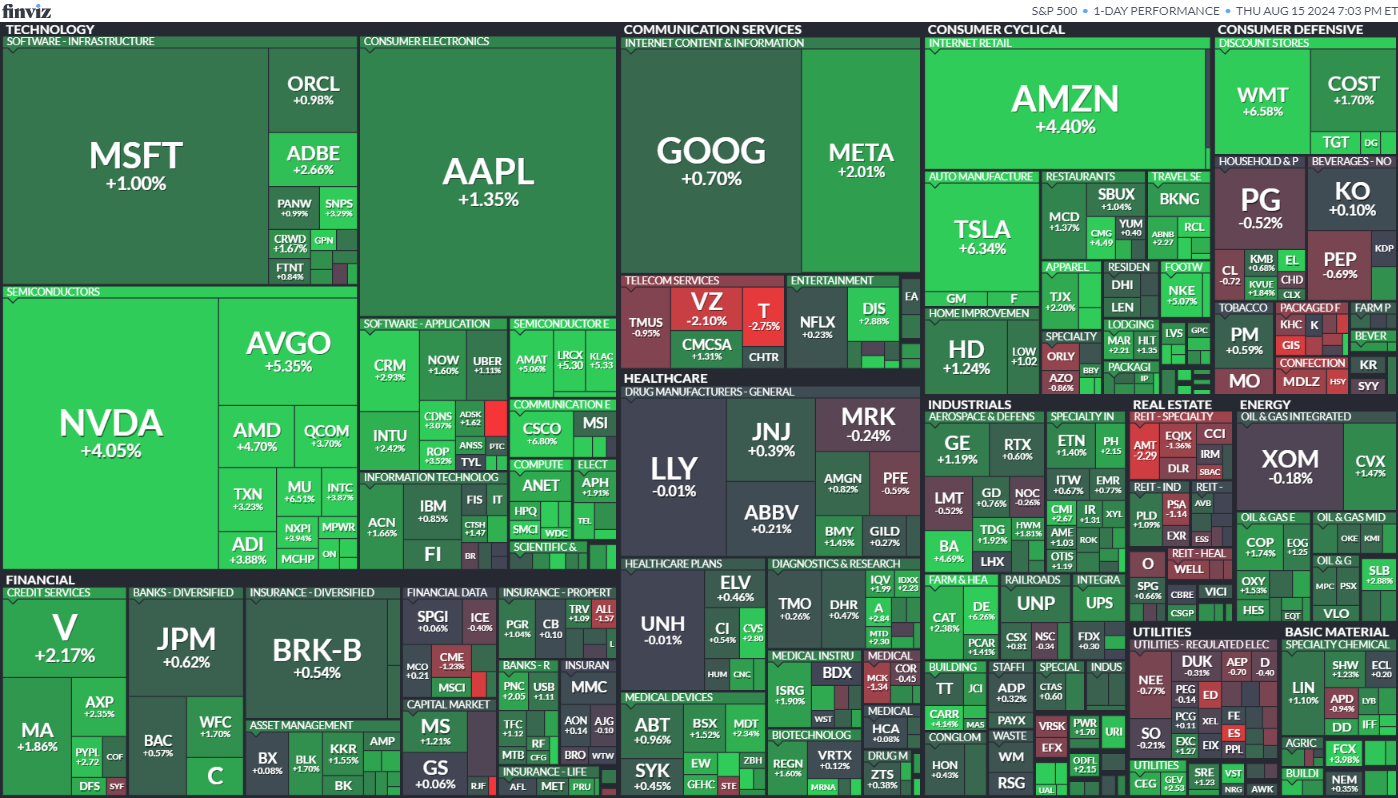 finviz
S&P 500 • 1-DAY PERFORMANCE • THU AUG 15 2024 7:03 PM ET
TECHNOLOGY
SOFTWARE - INFRASTRUCTURE
MSFT
+1.00%
ORCL
+0.98%
ADBE
+2.66%
PANW
+0.99%
SNPS
+3.29%
CRWD
+1.67%
GPN
FTNT
+0.84%
CONSUMER ELECTRONICS
AAPL
+1.35%
SEMICONDUCTORS
NVDA
+4.05%
AVGO
+5.35%
AMD
+4.70%
QCOM
+3.70%
TXN
+3.23%
MU
+6.51%
INTC
+3.87%
NXPI
+3.94%
MPWR
ADI
+3.88%
MCHP
ON
SOFTWARE - APPLICATION
CRM
+2.93%
NOW
+1.60%
UBER
+1.11%
INTU
+2.42%
CDNS
+3.07%
ADSK
+1.62
ROP
+3.52%
ANSS
PTC
TYL
SEMICONDUCTOR E
AMAT
+5.06%
LRCX
+5.30
KLAC
+5.33
COMMUNICATION E
CSCO
+6.80%
MSI
INFORMATION TECHNOLOG
ACN
+1.66%
IBM
+0.85%
FIS
IT
FI
CTSH
+1.47
BR
COMPUTE
ANET
HPQ
SMCI
WDC
ELECT
APH
+1.91%
TEL
SCIENTIFIC &
COMMUNICATION SERVICES
INTERNET CONTENT & INFORMATION
GOOG
+0.70%
META
+2.01%
TELECOM SERVICES
TMUS
-0.95%
VZ
-2.10%
T
-2.75%
CMCSA
+1.31%
CHTR
ENTERTAINMENT
NFLX
+0.23%
DIS
+2.88%
EA
CONSUMER CYCLICAL
INTERNET RETAIL
AMZN
+4.40%
AUTO MANUFACTURE
TSLA
+6.34%
GM
F
RESTAURANTS
MCD
+1.37%
SBUX
+1.04%
CMG
+4.49
YUM
+0.40
TRAVEL SE
BKNG
ABNB
+2.27
RCL
HOME IMPROVEMEN
HD
+1.24%
LOW
+1.02
APPAREL
TJX
+2.20%
RESIDEN
DHI
LEN
FOOTW
NKE
+5.07%
SPECIALTY
ORLY
AZO
-0.86%
BBY
LODGING
MAR
+2.21
HLT
+1.35
LVS
GPC
PACKAGI
IP
CONSUMER DEFENSIVE
DISCOUNT STORES
WMT
+6.58%
COST
+1.70%
TGT
DG
HOUSEHOLD & P
PG
-0.52%
CL
-0.72
KMB
+0.68%
EL
KVUE
+1.84%
CHD
CLX
BEVERAGES - NO
KO
+0.10%
PEP
-0.69%
KDP
TOBACCO
PM
+0.59%
MO
PACKAGED F
KHC
K
GIS
CONFECTION
MDLZ
HSY
FARM P
BEVER
KR
SYY
HEALTHCARE
DRUG MANUFACTURERS - GENERAL
LLY
-0.01%
JNJ
+0.39%
ABBV
+0.21%
MRK
-0.24%
AMGN
+0.82%
PFE
-0.59%
BMY
+1.45%
GILD
+0.27%
HEALTHCARE PLANS
UNH
-0.01%
ELV
+0.46%
CI
+0.54%
CVS
+2.80
HUM
CNC
DIAGNOSTICS & RESEARCH
TMO
+0.26%
DHR
+0.47%
IQV
+1.99
IDXX
+2.23
A
+2.84
MTD
+2.30
MEDICAL DEVICES
ABT
+0.96%
BSX
+1.52%
MDT
+2.34%
SYK
+0.45%
EW
ZBH
GEHC
STE
MEDICAL INSTRU
ISRG
+1.90%
BDX
WST
MEDICAL
MCK
-1.34
COR
-0.45
MEDICAL
HCA
+0.08%
BIOTECHNOLOGY
REGN
+1.60%
VRTX
+0.12%
MRNA
DRUG M
ZTS
+0.38%
FINANCIAL
CREDIT SERVICES
V
+2.17%
MA
+1.86%
AXP
+2.35%
PYPL
+2.72
COF
DFS
SYF
BANKS - DIVERSIFIED
JPM
+0.62%
BAC
+0.57%
WFC
+1.70%
C
INSURANCE - DIVERSIFIED
BRK-B
+0.54%
ASSET MANAGEMENT
BX
+0.08%
BLK
+1.70%
KKR
+1.55%
AMP
BK
FINANCIAL DATA
SPGI
+0.06%
ICE
-0.40%
MCO
+0.21
CME
-1.23%
MSCI
CAPITAL MARKET
MS
+1.21%
GS
+0.06%
RJF
INSURANCE - PROPERT
PGR
+1.04%
CB
+0.10
TRV
+1.09
ALL
-1.57
L
BANKS - R
PNC
+2.05
USB
+1.11
TFC
+1.12
RF
MTB
CFG
INSURAN
MMC
AON
+0.14
AJG
-0.10
BRO
WTW
INSURANCE - LIFE
AFL
MET
PRU
INDUSTRIALS
AEROSPACE & DEFENS
GE
+1.19%
RTX
+0.60%
LMT
-0.52%
GD
+0.76%
NOC
-0.26%
BA
+4.69%
TDG
+1.92%
HWM
+1.81%
LHX
SPECIALTY IN
ETN
+1.40%
PH
+2.15
ITW
+0.67%
EMR
+0.77%
CMI
+2.67
IR
+1.31
XYL
AME
+1.03
ROK
OTIS
+1.19
FARM & HEA
CAT
+2.38%
DE
+6.26%
PCAR
+1.41%
RAILROADS
UNP
CSX
+0.81
NSC
-0.34
INTEGRA
UPS
FDX
+0.30
BUILDING
TT
JCI
CARR
+4.14%
MAS
STAFFI
ADP
+0.32%
PAYX
SPECIAL
CTAS
+0.60
INDUS
VRSK
EFX
PWR
+1.70
URI
CONGLOM
HON
+0.43%
WASTE
WM
RSG
UAL
ODFL
+2.15
REAL ESTATE
REIT - SPECIALTY
AMT
-2.29
EQIX
-1.36%
CCI
DLR
IRM
SBAC
REIT - IND
PLD
+1.09%
PSA
-1.14
EXR
REIT -
AVB
ESS
REIT - HEAL
WELL
O
SPG
+0.66%
CBRE
VICI
CSGP
ENERGY
OIL & GAS INTEGRATED
XOM
-0.18%
CVX
+1.47%
OIL & GAS E
COP
+1.74%
EOG
+1.25
OXY
+1.53%
HES
EQT
OIL & GAS MID
OKE
KMI
OIL & G
MPC
PSX
VLO
SLB
+2.88%
UTILITIES
UTILITIES - REGULATED ELEC
NEE
-0.77%
DUK
-0.31%
AEP
-0.70
D
-0.40
SO
-0.21%
PEG
-0.14
ED
PCG
+0.11
XEL
FE
ES
EXC
+1.27
EIX
PPL
UTILITIES
CEG
GEV
+2.53
SRE
+1.23
VST
NRG
AWK
BASIC MATERIAL
SPECIALTY CHEMICAL
LIN
+1.10%
SHW
+1.23%
ECL
+0.20
APD
-0.94%
LYB
DD
IFF
AGRIC
FCX
+3.98%
BUILDI
NEM
+0.35%